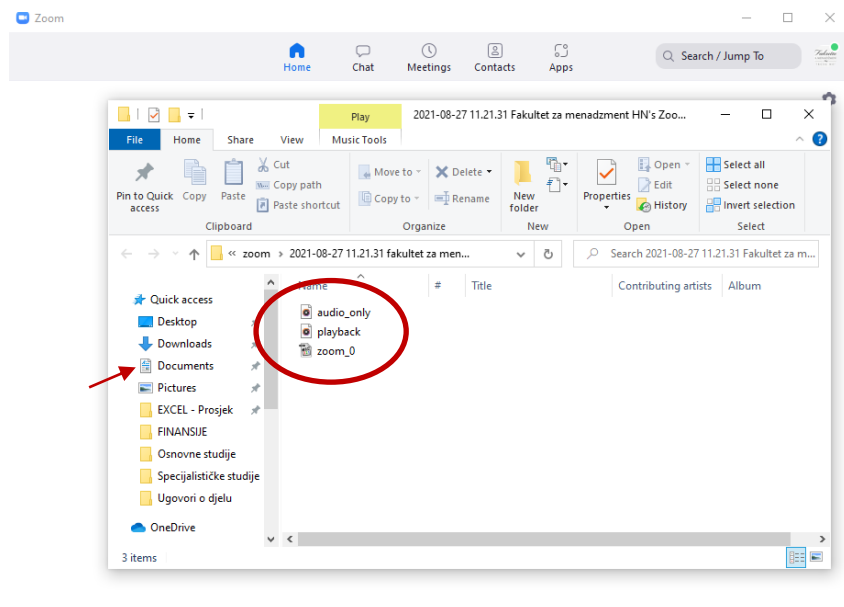 Zoom
Home Chat Meetings Contacts Apps Search / Jump To
Play 2021-08-27 11.21.31 Fakultet za menadzment HN's Zoo...
File Home Share View Music Tools
Pin to Quick access
Copy
Paste
Cut
Copy path
Paste shortcut
Clipboard
Move to
Copy to
Delete
Rename
Organize
New folder
New
Properties
Open
Edit
History
Open
Select all
Select none
Invert selection
Select
« zoom › 2021-08-27 11.21.31 fakultet za men...
Search 2021-08-27 11.21.31 Fakultet za m...
Name # Title Contributing artists Album
Quick access
Desktop
Downloads
Documents
Pictures
EXCEL - Prosjek
FINANSIJE
Osnovne studije
Specijalističke studije
Ugovori o djelu
OneDrive
audio_only
playback
zoom_0
3 items